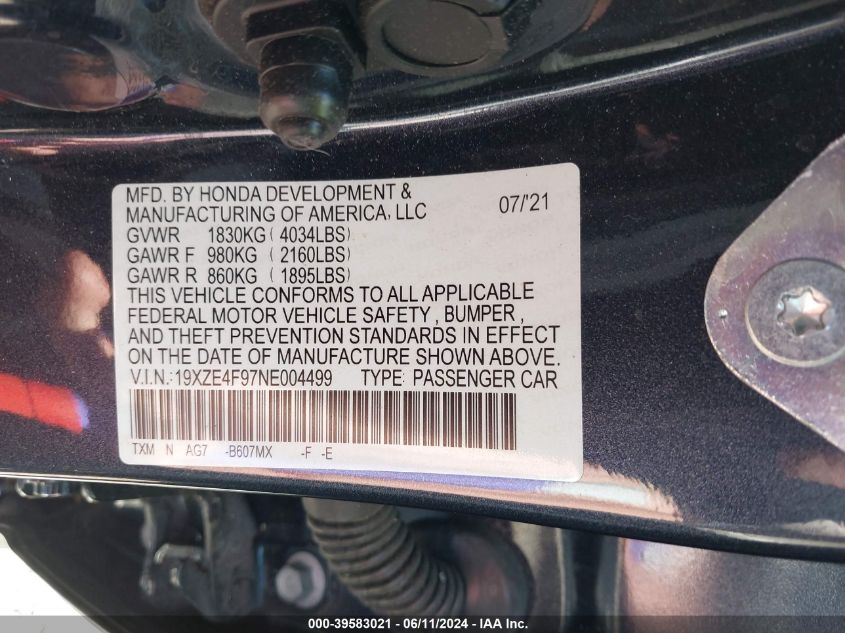 MFD. BY HONDA DEVELOPMENT &
MANUFACTURING OF AMERICA, LLC 07/'21
GVWR 1830KG ( 4034LBS)
GAWR F 980KG ( 2160LBS)
GAWR R 860KG ( 1895LBS)
THIS VEHICLE CONFORMS TO ALL APPLICABLE
FEDERAL MOTOR VEHICLE SAFETY , BUMPER ,
AND THEFT PREVENTION STANDARDS IN EFFECT
ON THE DATE OF MANUFACTURE SHOWN ABOVE.
V.I.N.:19XZE4F97NE004499 TYPE: PASSENGER CAR
TXM N AG7 -B607MX -F -E
000-39583021 - 06/11/2024 - IAA Inc.